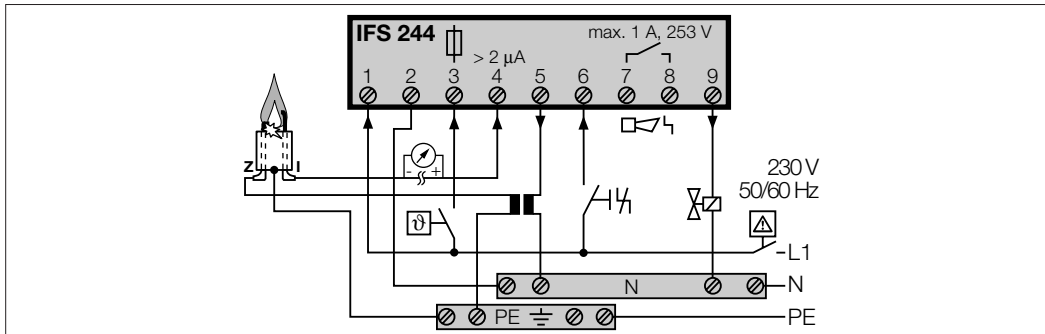 IFS 244
max. 1 A, 253 V
> 2 µA
1 2 3 4 5 6 7 8 9
Z I
- +
230 V
50/60 Hz
ϑ
L1
N N
PE PE